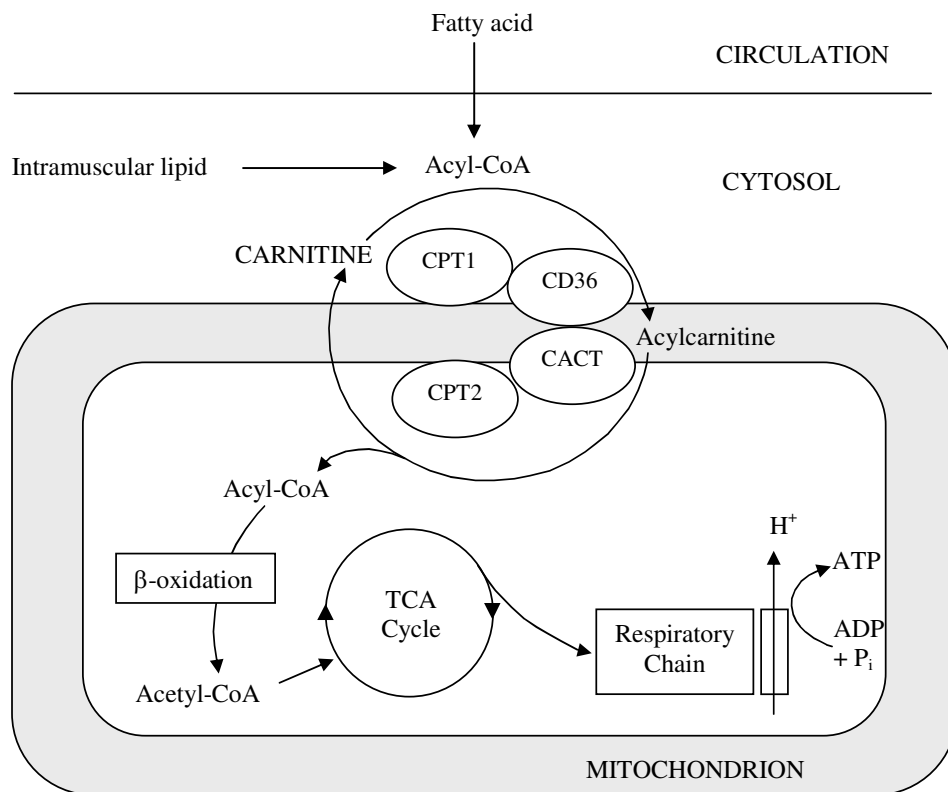 Fatty acid
CIRCULATION
Intramuscular lipid
Acyl-CoA
CYTOSOL
CARNITINE
CPT1
CD36
Acylcarnitine
CACT
CPT2
Acyl-CoA
H⁺
β-oxidation
TCA
Cycle
ATP
Respiratory
Chain
ADP
+ Pᵢ
Acetyl-CoA
MITOCHONDRION